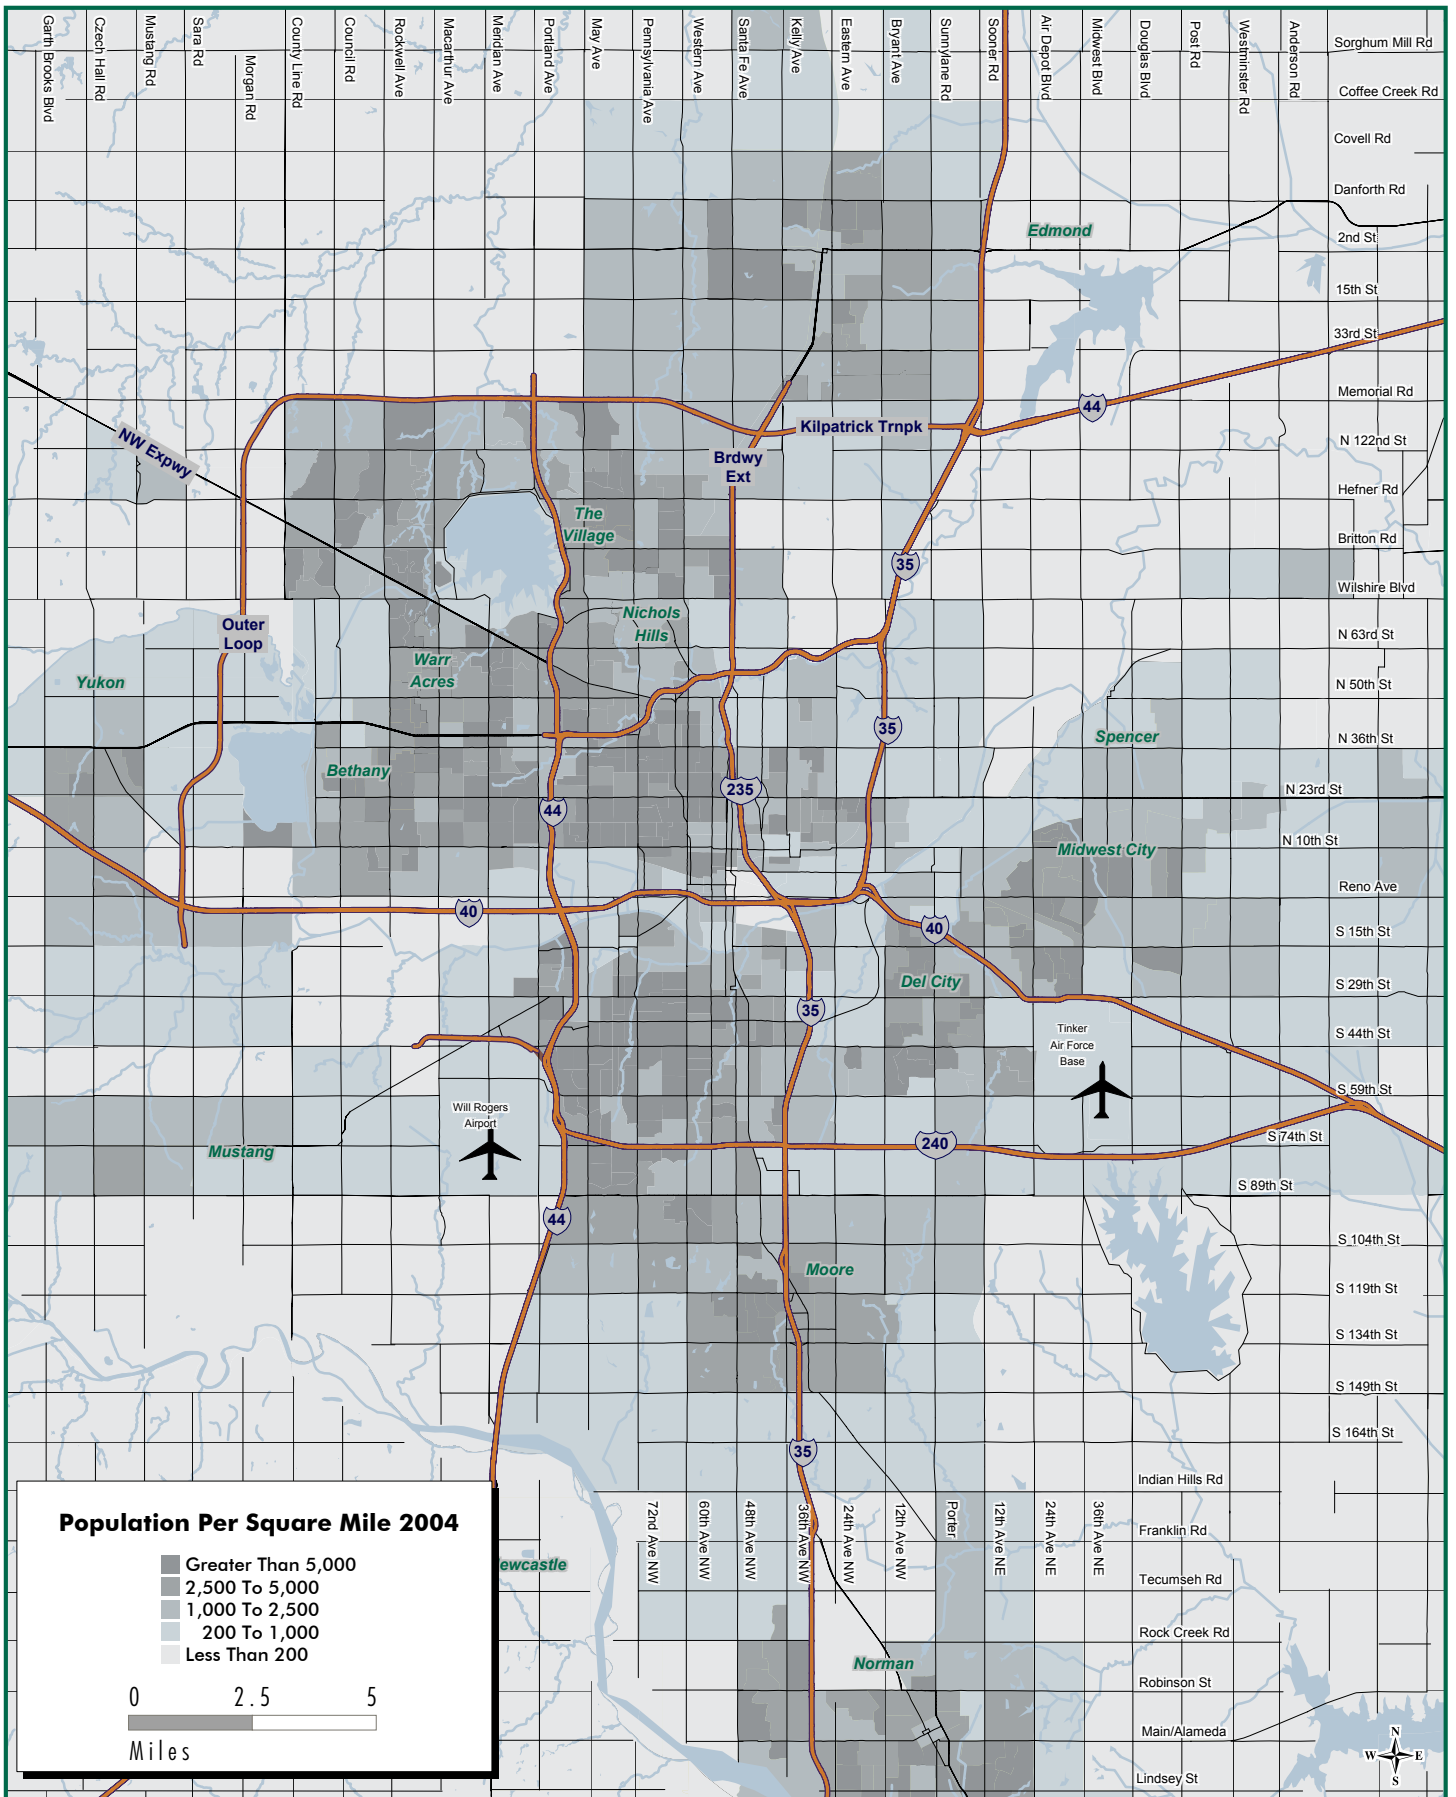 Garth Brooks Blvd
Czech Hall Rd
Mustang Rd
Sara Rd
Morgan Rd
County Line Rd
Council Rd
Rockwell Ave
Macarthur Ave
Meridian Ave
Portland Ave
May Ave
Pennsylvania Ave
Western Ave
Santa Fe Ave
Kelly Ave
Eastern Ave
Bryant Ave
Sunnylane Rd
Sooner Rd
Air Depot Blvd
Midwest Blvd
Douglas Blvd
Post Rd
Westminster Rd
Anderson Rd
Sorghum Mill Rd
Coffee Creek Rd
Covell Rd
Danforth Rd
Edmond
2nd St
15th St
33rd St
Memorial Rd
44
Kilpatrick Trnpk
NW Expwy
N 122nd St
Brdwy
Ext
Hefner Rd
The
Village
Britton Rd
35
Wilshire Blvd
Nichols
Hills
Outer
Loop
N 63rd St
Warr
Acres
Yukon
N 50th St
35
Spencer
N 36th St
Bethany
235
N 23rd St
44
N 10th St
Midwest City
Reno Ave
40
40
S 15th St
Del City
S 29th St
35
Tinker
Air Force
Base
S 44th St
S 59th St
Will Rogers
Airport
S 74th St
240
Mustang
S 89th St
44
S 104th St
Moore
S 119th St
S 134th St
S 149th St
S 164th St
35
Indian Hills Rd
72nd Ave NW
60th Ave NW
48th Ave NW
36th Ave NW
24th Ave NW
12th Ave NW
Porter
12th Ave NE
24th Ave NE
36th Ave NE
Franklin Rd
ewcastle
Tecumseh Rd
Rock Creek Rd
Norman
Robinson St
Main/Alameda
Lindsey St
Population Per Square Mile 2004
Greater Than 5,000
2,500 To 5,000
1,000 To 2,500
200 To 1,000
Less Than 200
0 2.5 5
Miles
N
W E
S